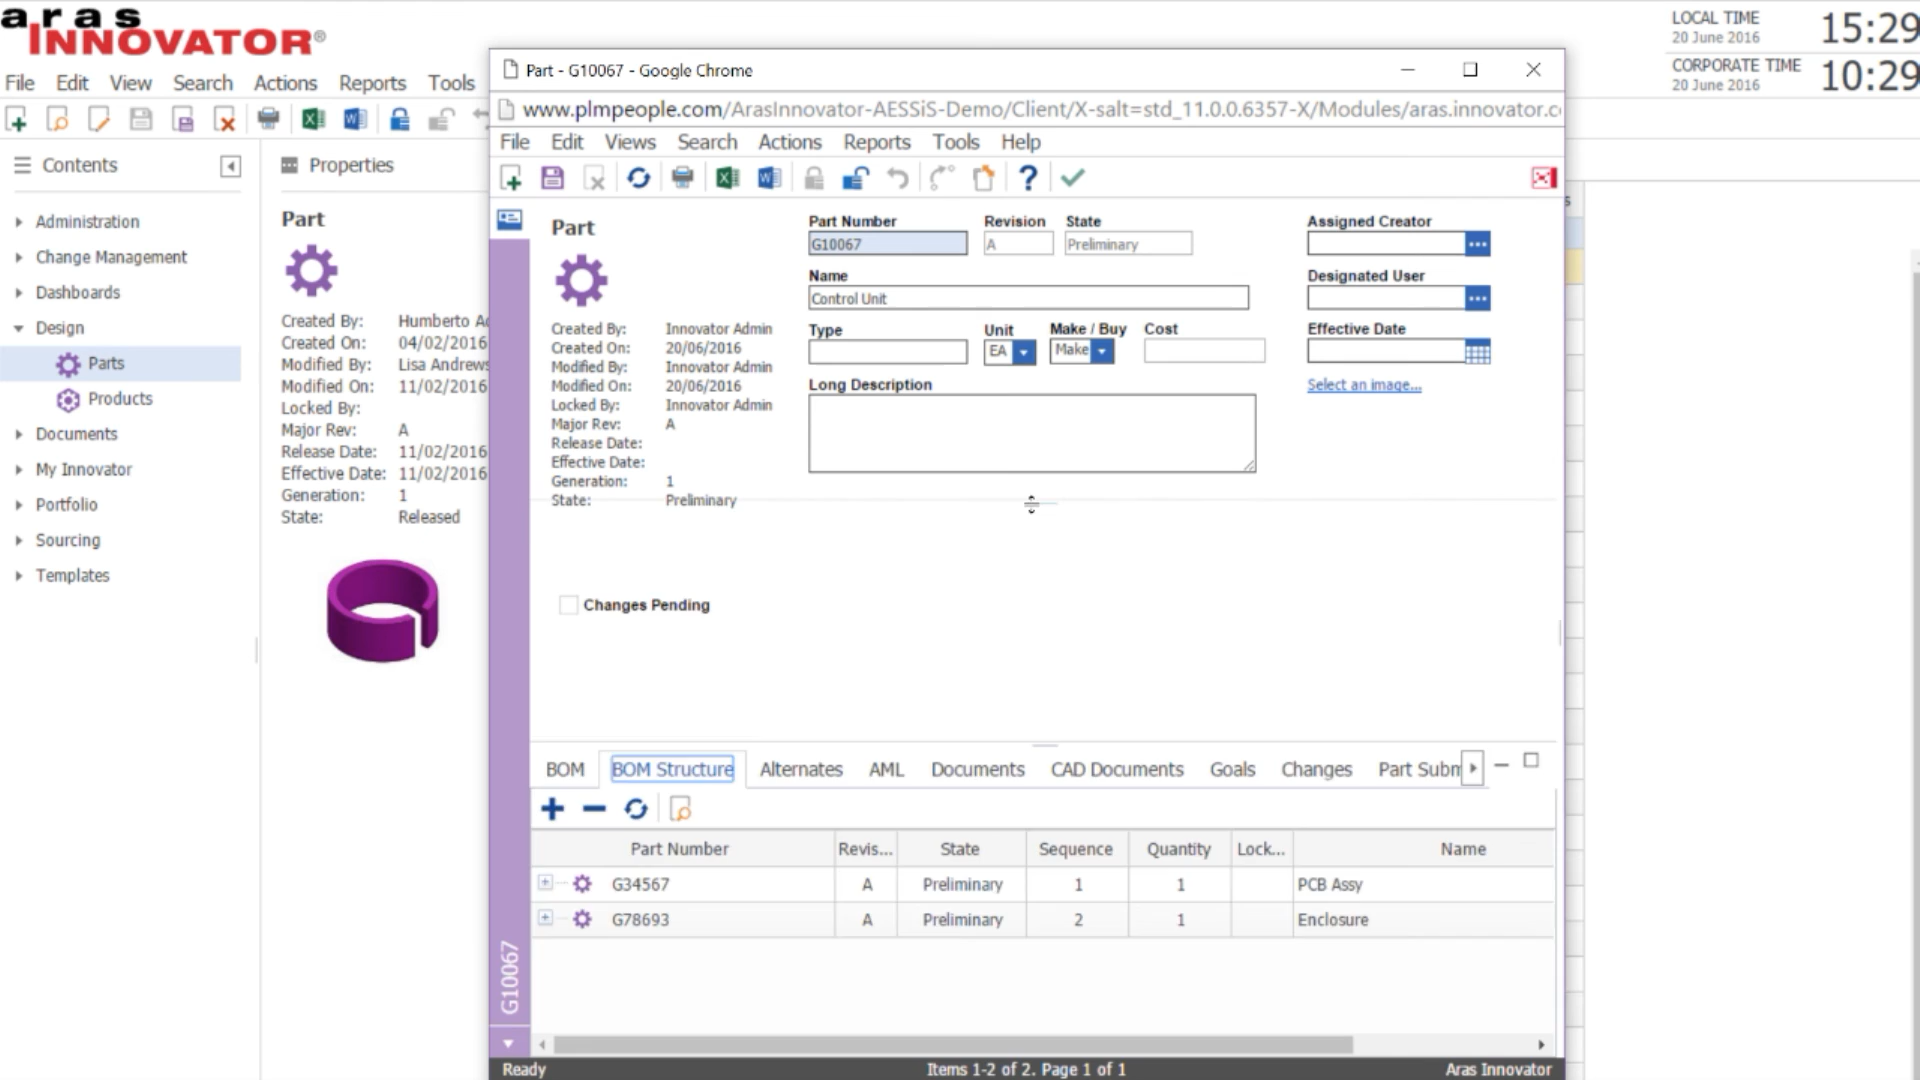 aras
INNOVATOR®
LOCAL TIME
20 June 2016
15:29
CORPORATE TIME
20 June 2016
10:29
File Edit View Search Actions Reports Tools
Contents
Administration
Change Management
Dashboards
Design
Parts
Products
Documents
My Innovator
Portfolio
Sourcing
Templates
Properties
Part
Created By: Humberto
Created On: 04/02/2016
Modified By: Lisa Andrews
Modified On: 11/02/2016
Locked By:
Major Rev: A
Release Date: 11/02/2016
Effective Date: 11/02/2016
Generation: 1
State: Released
Part - G10067 - Google Chrome
www.plmpeople.com/ArasInnovator-AESSiS-Demo/Client/X-salt=std_11.0.0.6357-X/Modules/aras.innovator.c
File Edit Views Search Actions Reports Tools Help
Part
Created By: Innovator Admin
Created On: 20/06/2016
Modified By: Innovator Admin
Modified On: 20/06/2016
Locked By: Innovator Admin
Major Rev: A
Release Date:
Effective Date:
Generation: 1
State: Preliminary
Part Number Revision State
G10067 A Preliminary
Name
Control Unit
Type Unit Make / Buy Cost
EA Make
Long Description
Assigned Creator
Designated User
Effective Date
Select an image...
Changes Pending
BOM BOM Structure Alternates AML Documents CAD Documents Goals Changes Part Subm
Part Number Revis... State Sequence Quantity Lock... Name
G34567 A Preliminary 1 1 PCB Assy
G78693 A Preliminary 2 1 Enclosure
G10067
Ready Items 1-2 of 2. Page 1 of 1 Aras Innovator